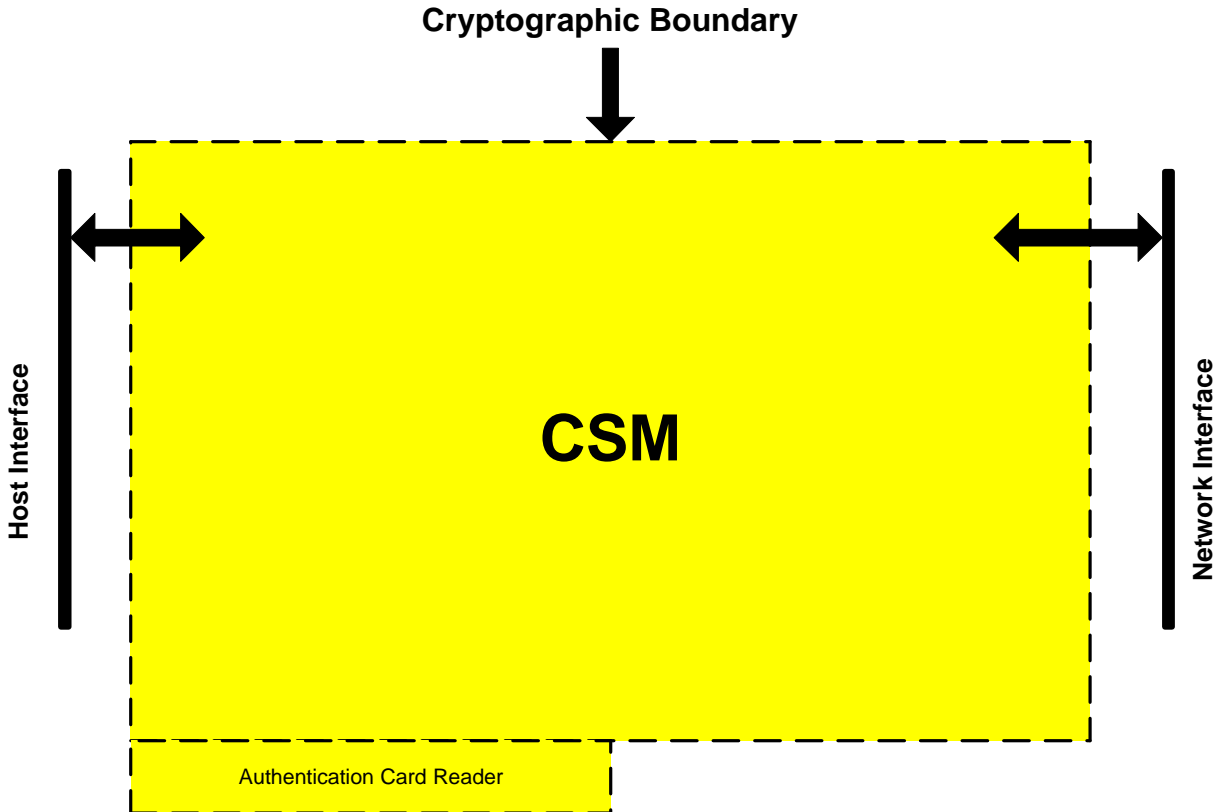 Cryptographic Boundary
Host Interface
CSM
Network Interface
Authentication Card Reader